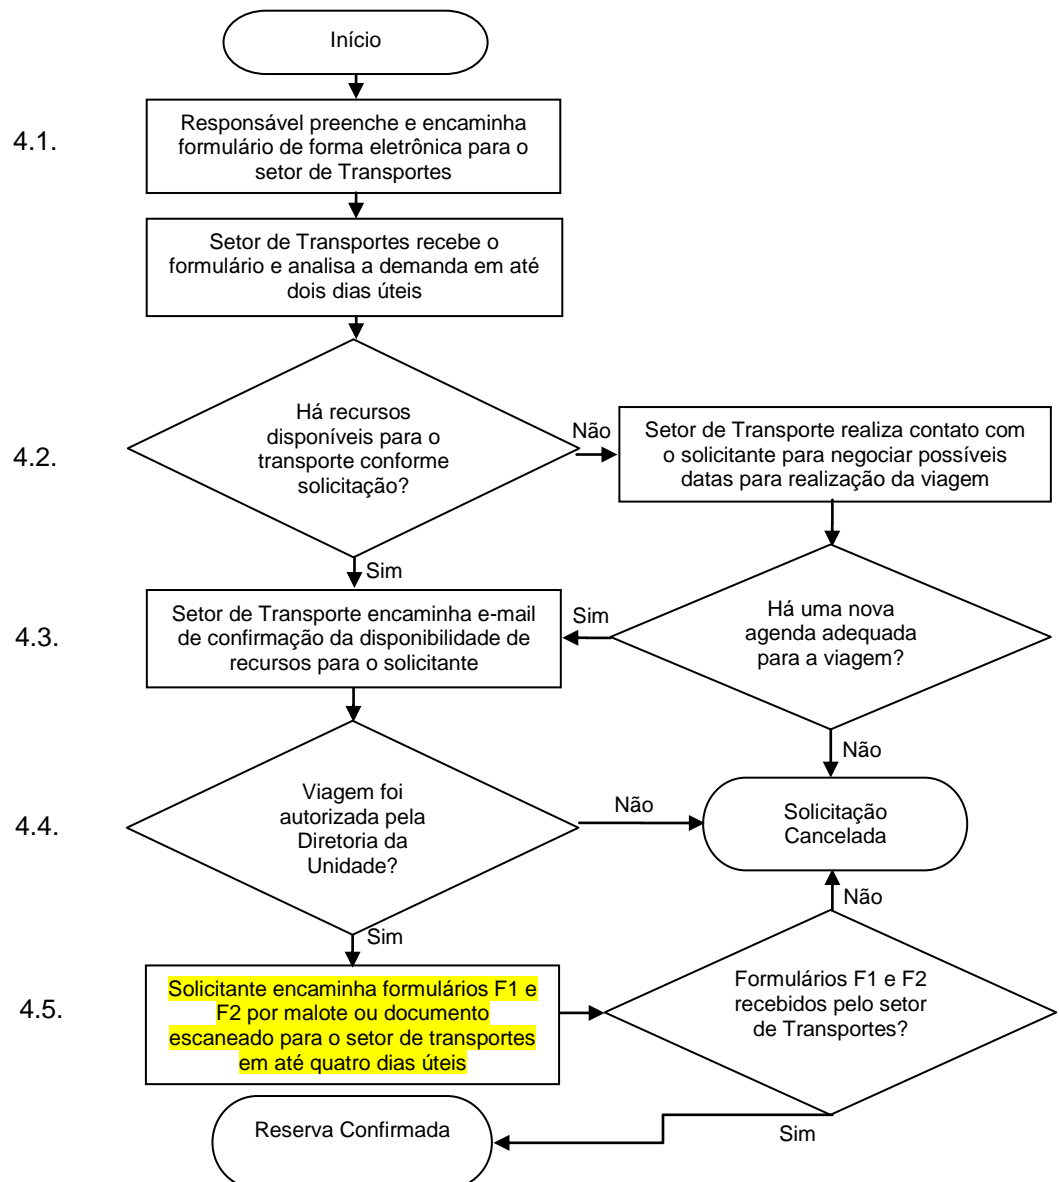 Início
4.1.
Responsável preenche e encaminha
formulário de forma eletrônica para o
setor de Transportes
Setor de Transportes recebe o
formulário e analisa a demanda em até
dois dias úteis
4.2.
Há recursos
disponíveis para o
transporte conforme
solicitação?
Não
Setor de Transporte realiza contato com
o solicitante para negociar possíveis
datas para realização da viagem
Sim
4.3.
Setor de Transporte encaminha e-mail
de confirmação da disponibilidade de
recursos para o solicitante
Sim
Há uma nova
agenda adequada
para a viagem?
Não
4.4.
Viagem foi
autorizada pela
Diretoria da
Unidade?
Não
Solicitação
Cancelada
Não
Sim
4.5.
Solicitante encaminha formulários F1 e
F2 por malote ou documento
escaneado para o setor de transportes
em até quatro dias úteis
Formulários F1 e F2
recebidos pelo setor
de Transportes?
Sim
Reserva Confirmada